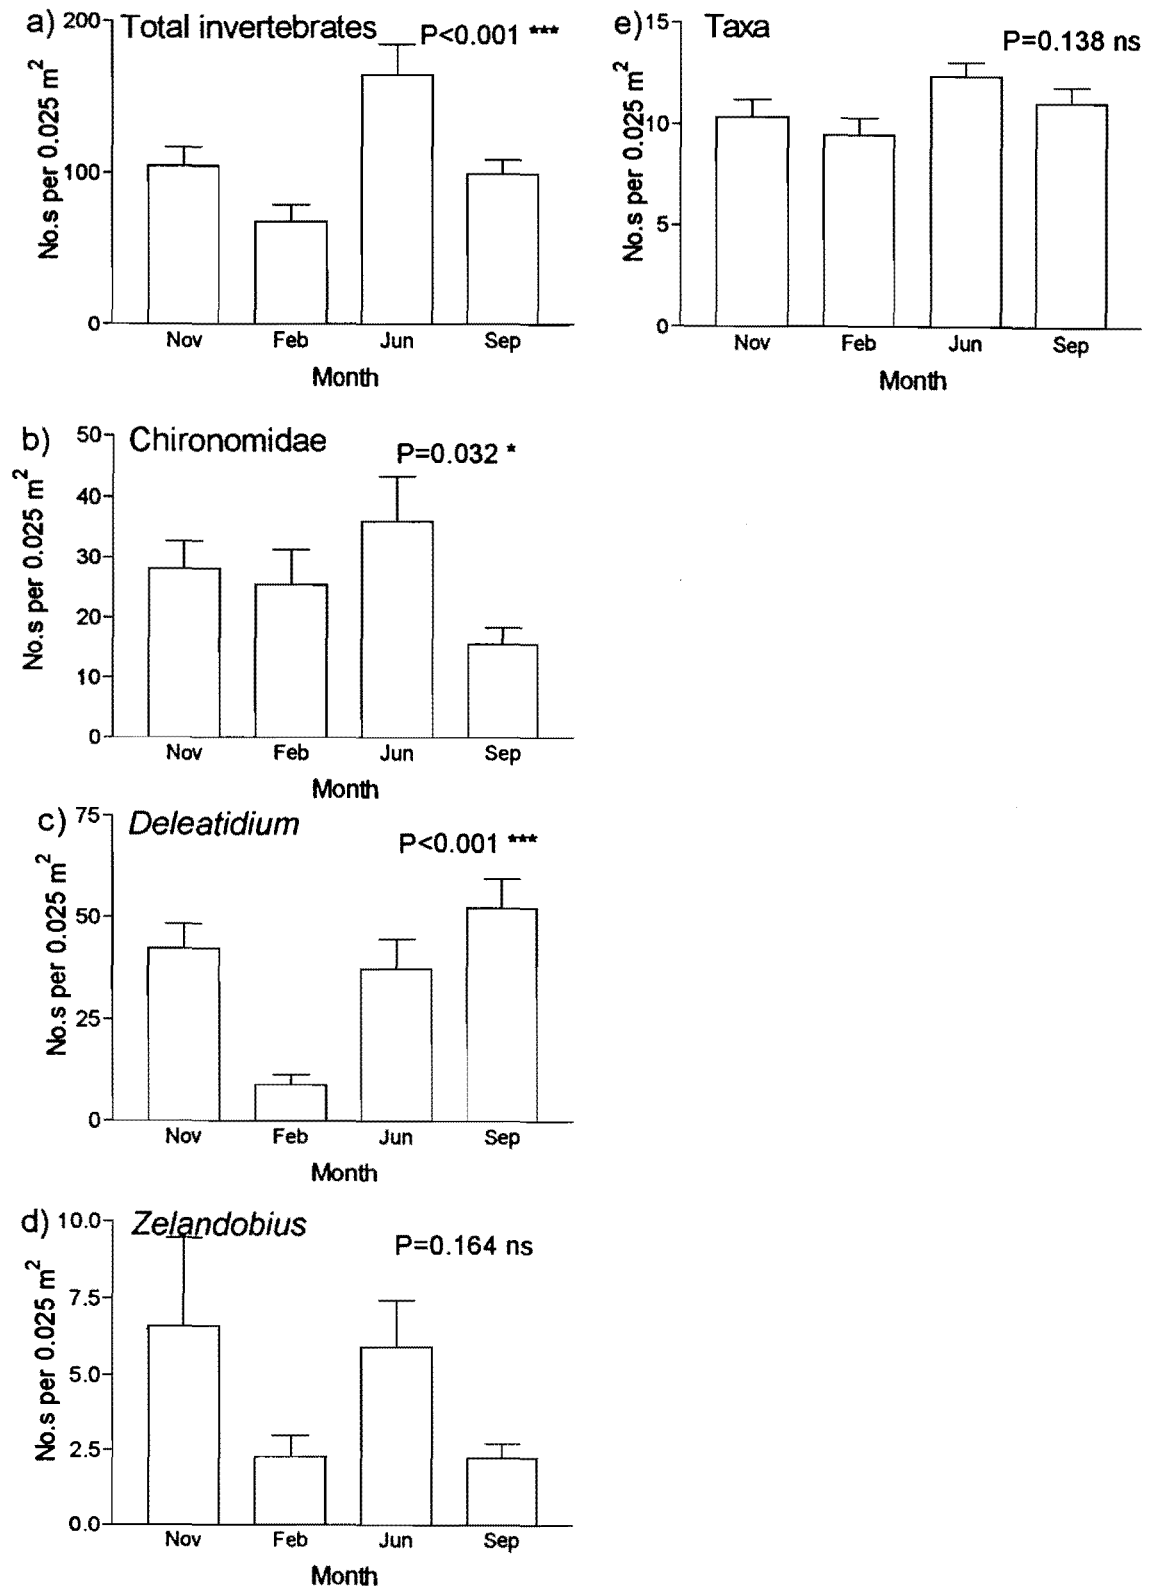 a) Total invertebrates P<0.001 ***
No.s per 0.025 m²
200
100
0
Nov Feb Jun Sep
Month
e) Taxa P=0.138 ns
No.s per 0.025 m²
15
10
5
0
Nov Feb Jun Sep
Month
b) Chironomidae P=0.032 *
No.s per 0.025 m²
50
40
30
20
10
0
Nov Feb Jun Sep
Month
c) Deleatidium P<0.001 ***
No.s per 0.025 m²
75
50
25
0
Nov Feb Jun Sep
Month
d) Zelandobius P=0.164 ns
No.s per 0.025 m²
10.0
7.5
5.0
2.5
0.0
Nov Feb Jun Sep
Month